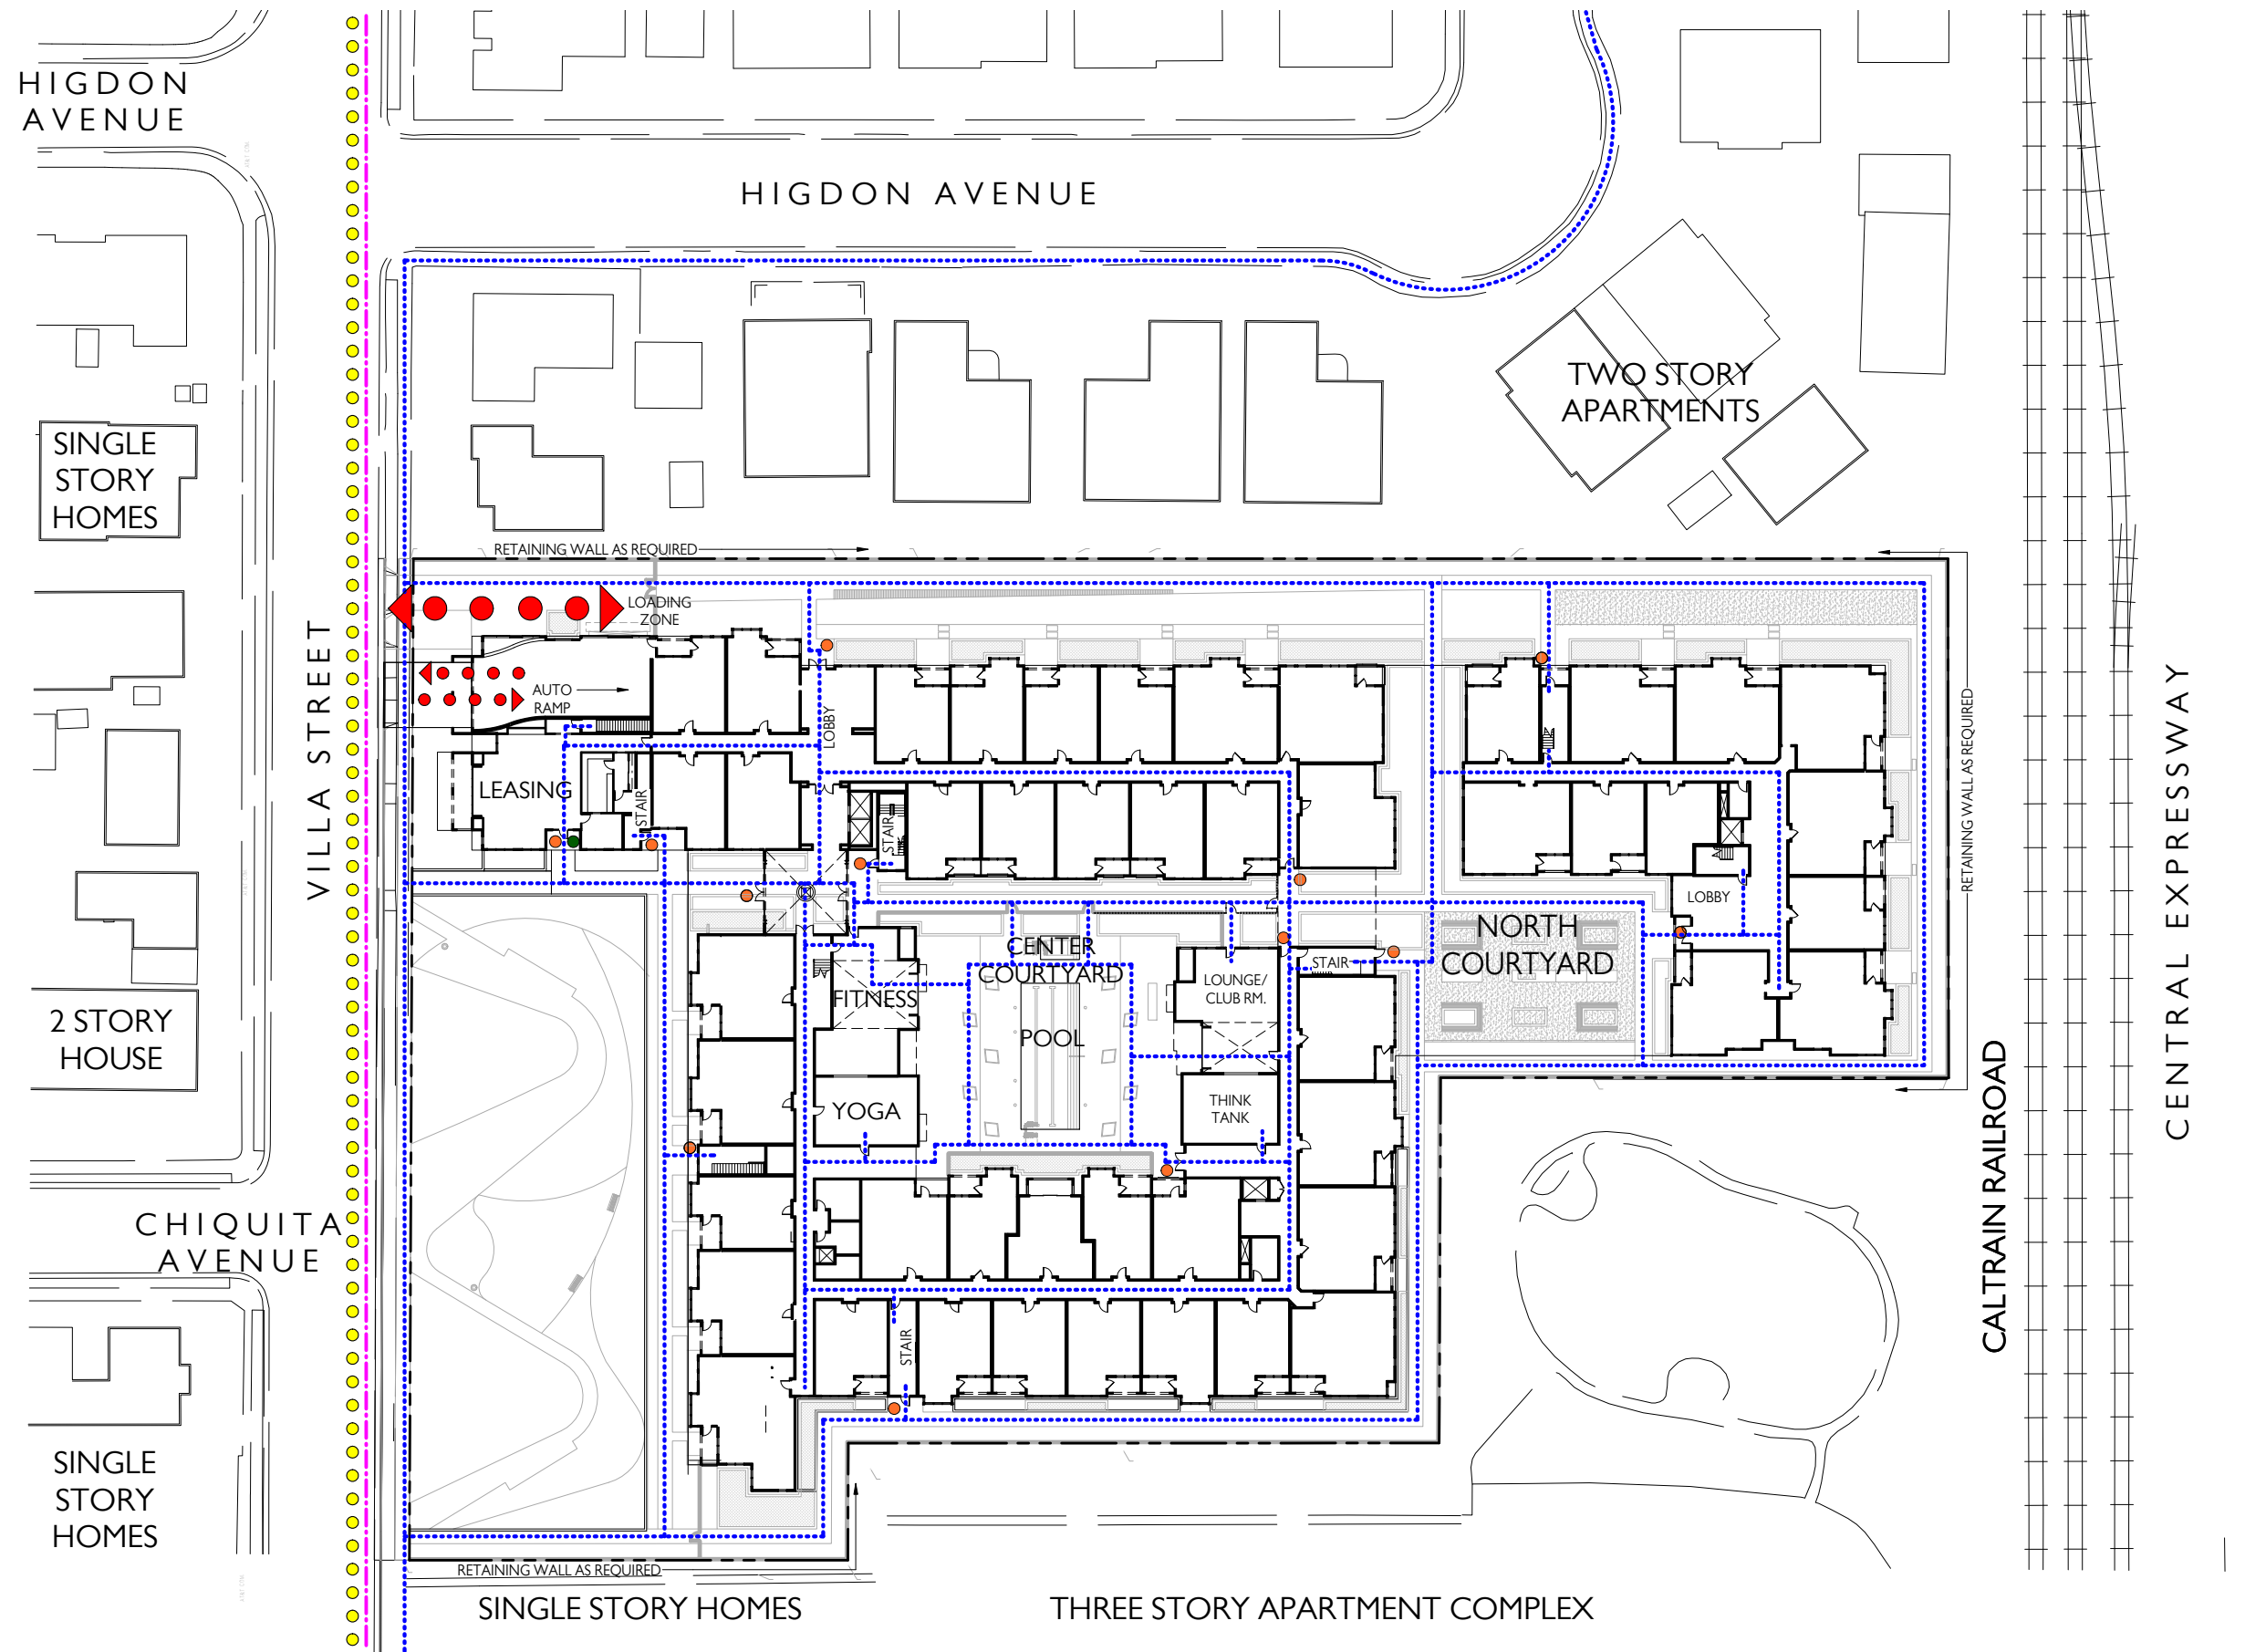 HIGDON
AVENUE
HIGDON AVENUE
SINGLE
STORY
HOMES
TWO STORY
APARTMENTS
RETAINING WALL AS REQUIRED
LOADING
ZONE
AUTO
RAMP
LOBBY
VILLA STREET
LEASING
STAIR
STAIR
RETAINING WALL AS REQUIRED
CENTRAL EXPRESSWAY
LOBBY
NORTH
COURTYARD
CENTER
COURTYARD
STAIR
LOUNGE/
CLUB RM.
FITNESS
POOL
2 STORY
HOUSE
YOGA
THINK
TANK
CALTRAIN RAILROAD
CHIQUITA
AVENUE
STAIR
SINGLE
STORY
HOMES
RETAINING WALL AS REQUIRED
SINGLE STORY HOMES
THREE STORY APARTMENT COMPLEX